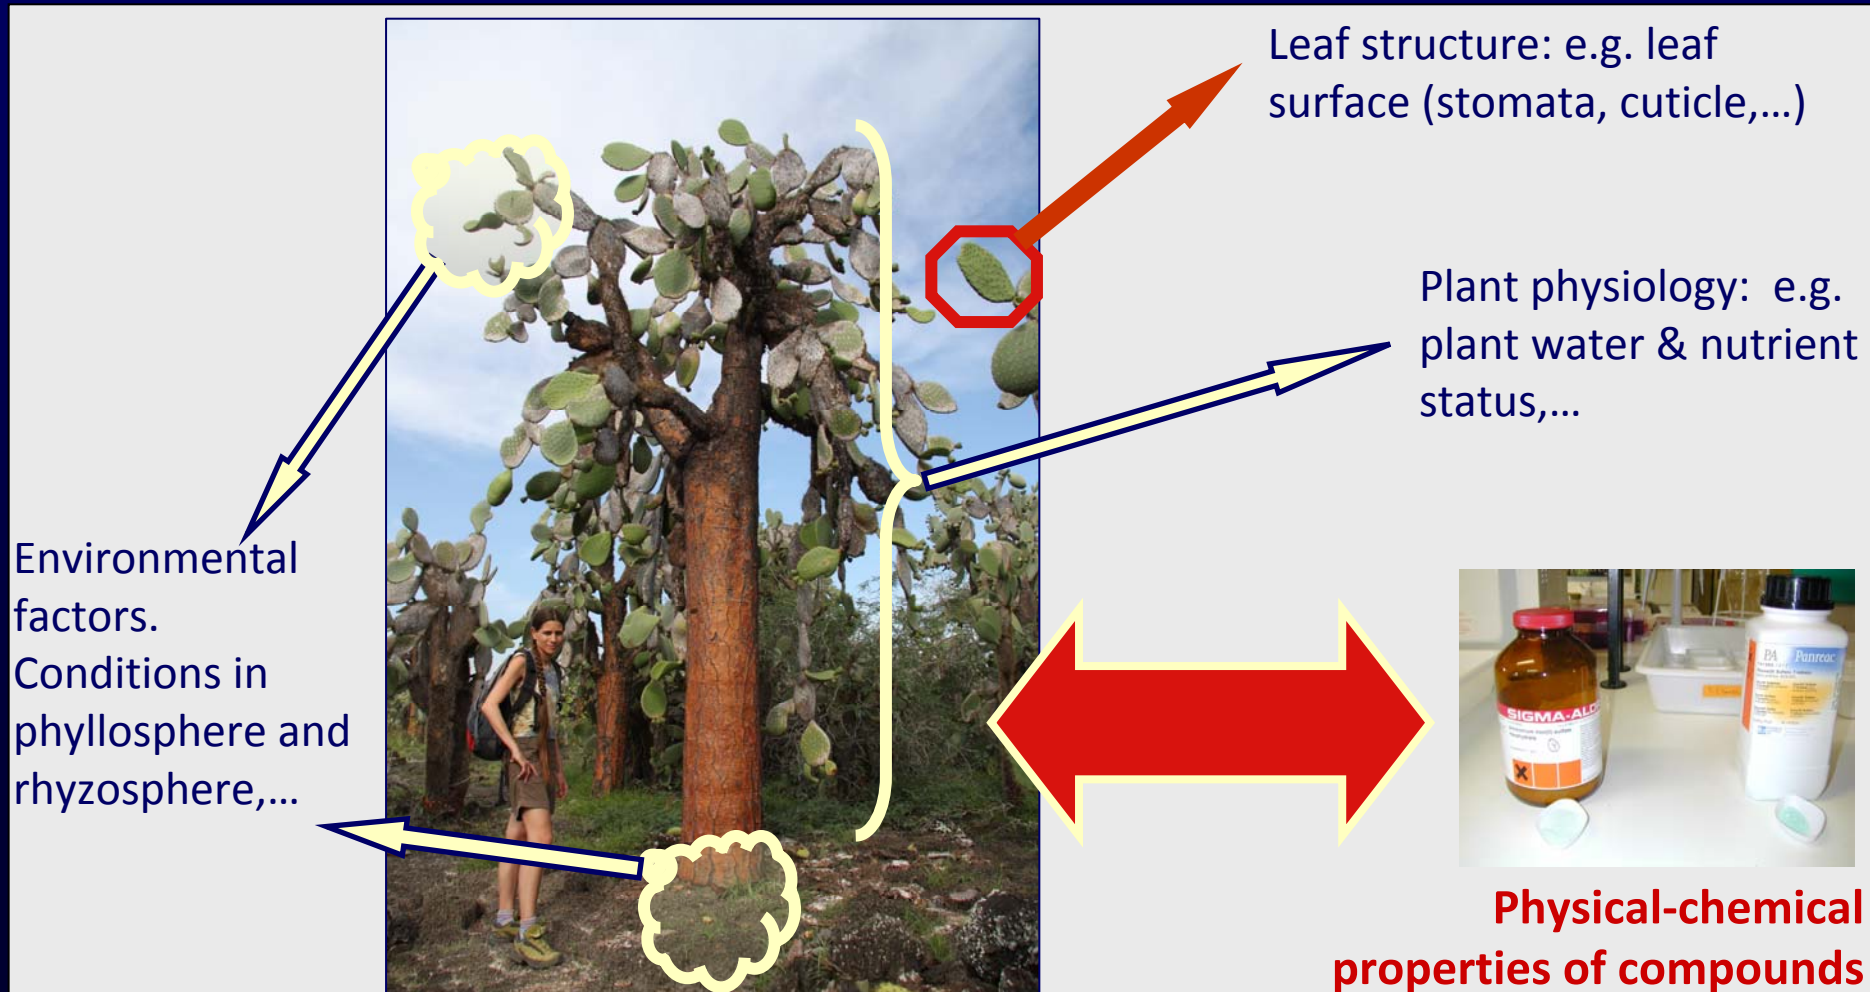 Leaf structure: e.g. leaf
surface (stomata, cuticle,...)
Plant physiology:  e.g.
plant water & nutrient
status,...
Environmental
factors.
Conditions in
phyllosphere and
rhyzosphere,...
PA Panreac
SIGMA-ALD
Physical-chemical
properties of compounds